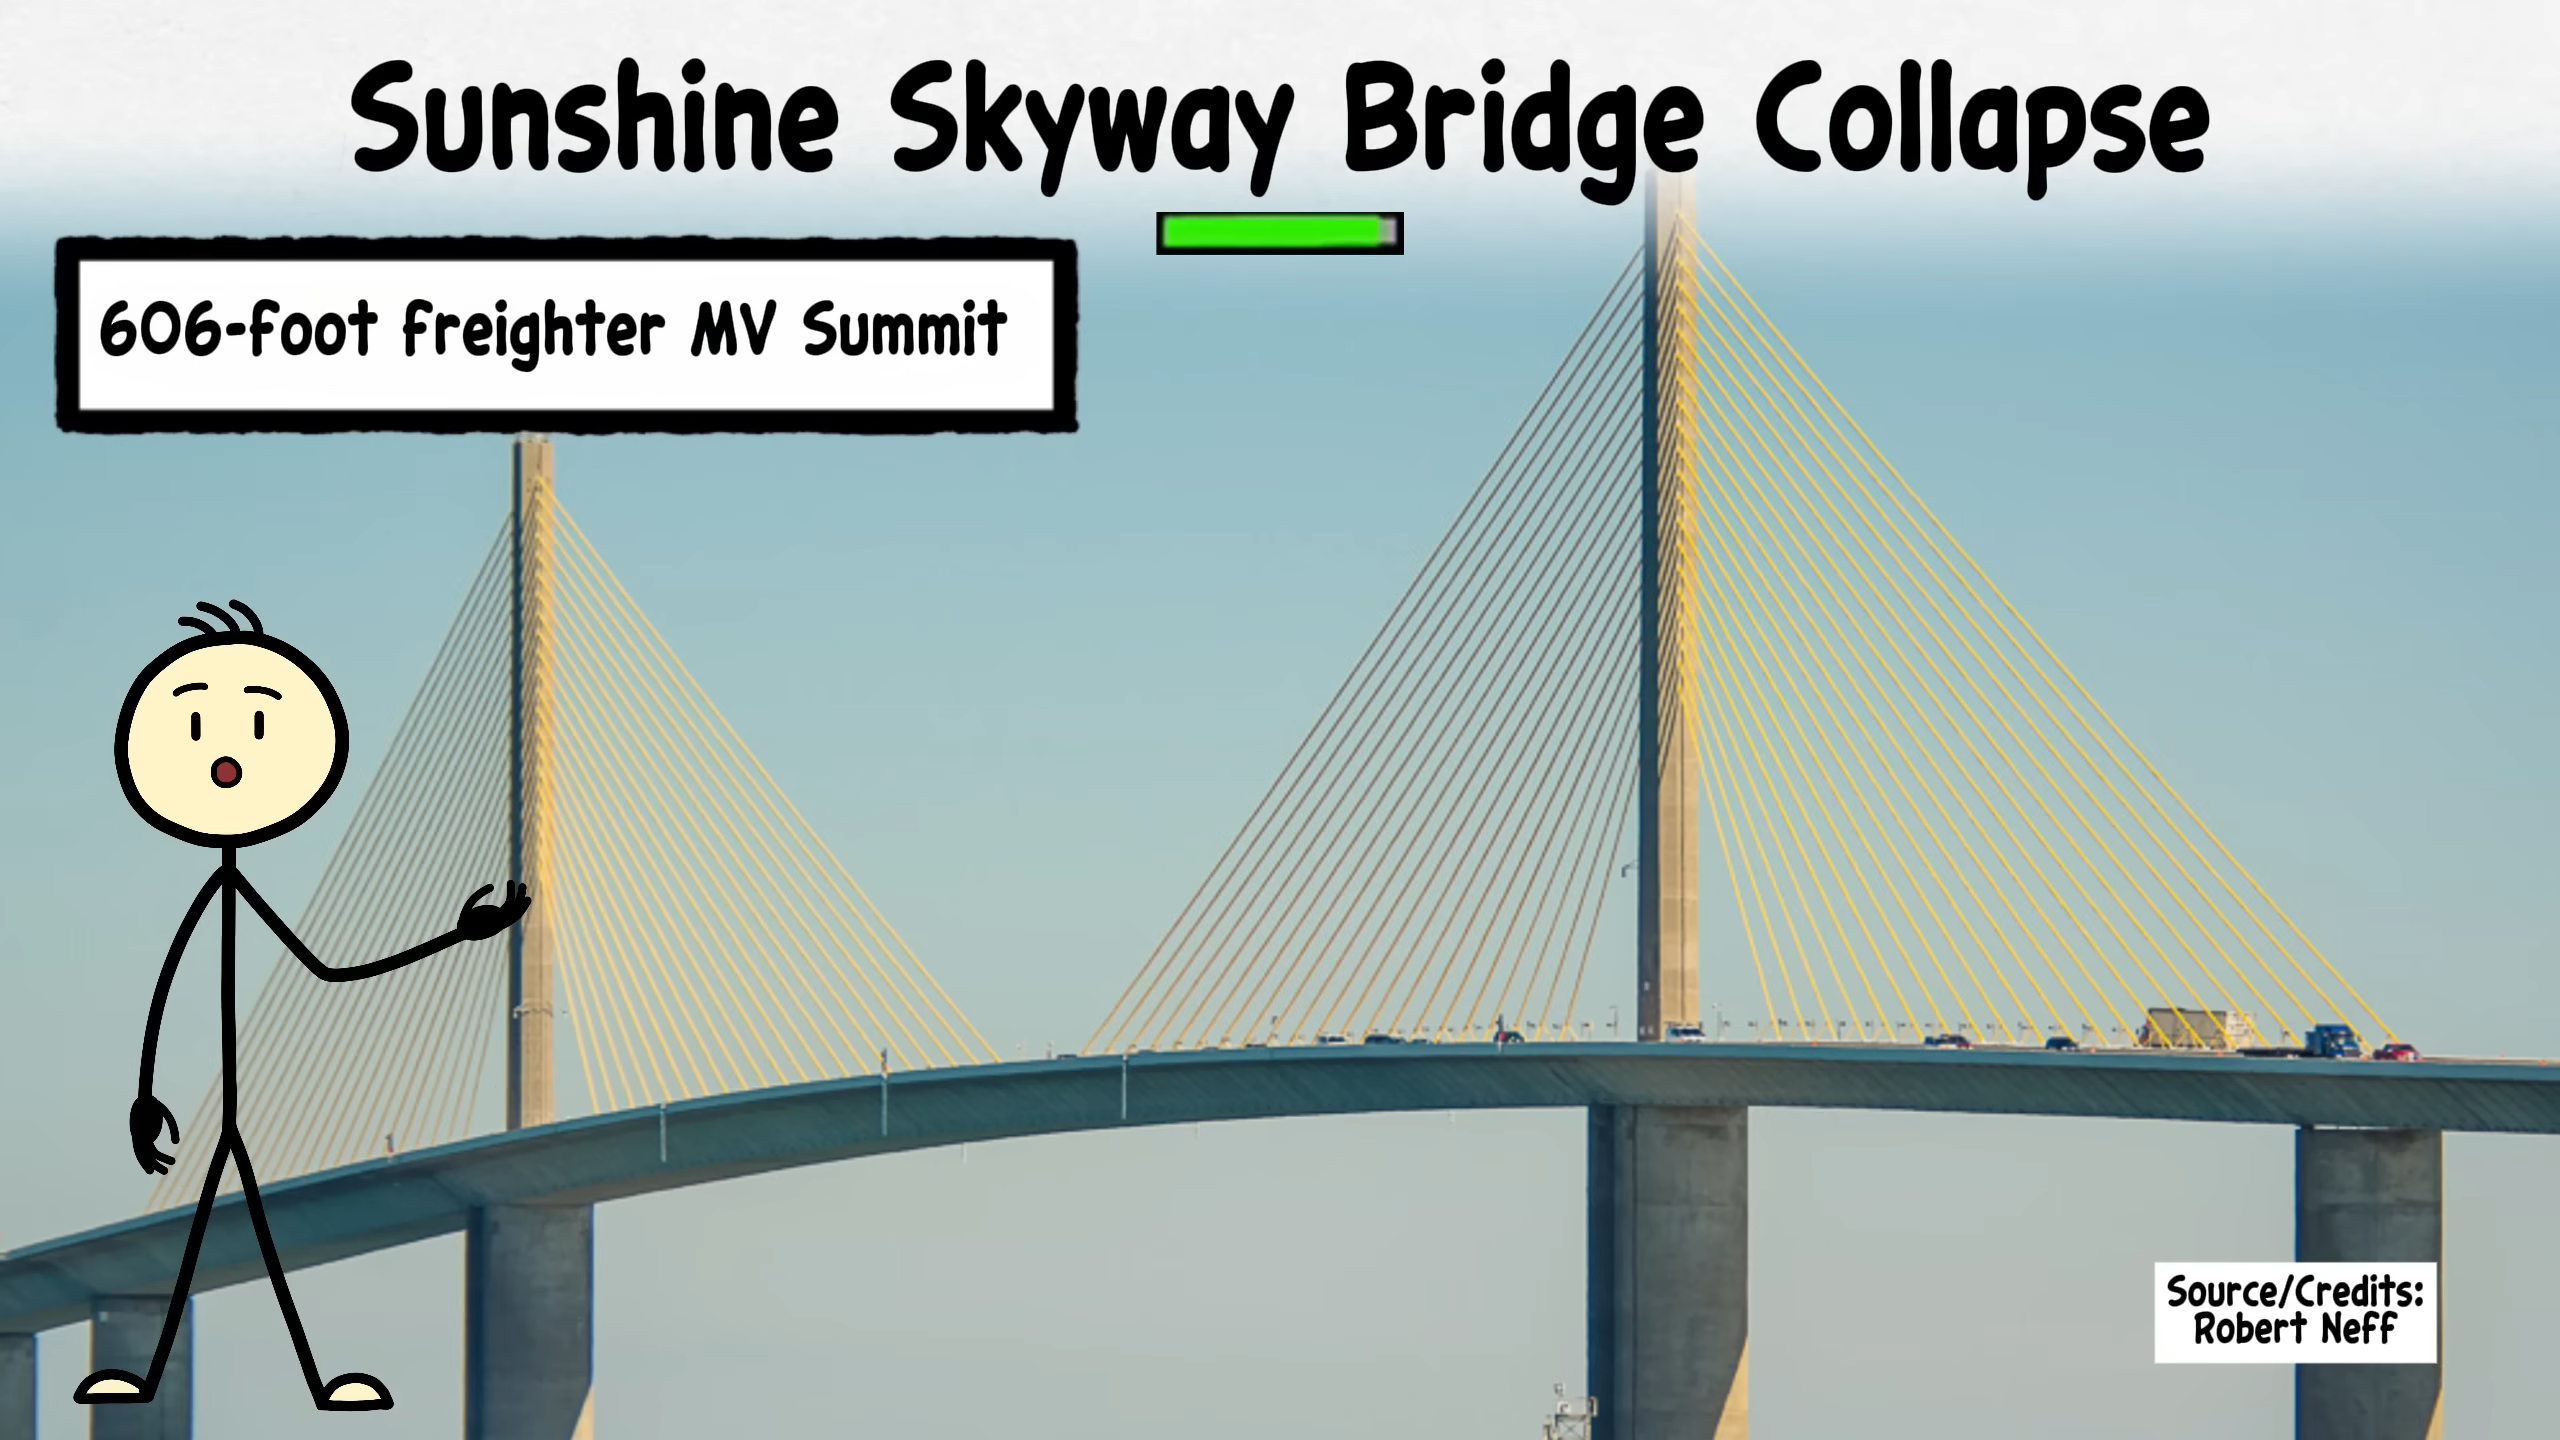 Sunshine Skyway Bridge Collapse
606-foot freighter MV Summit
Source/Credits:
Robert Neff